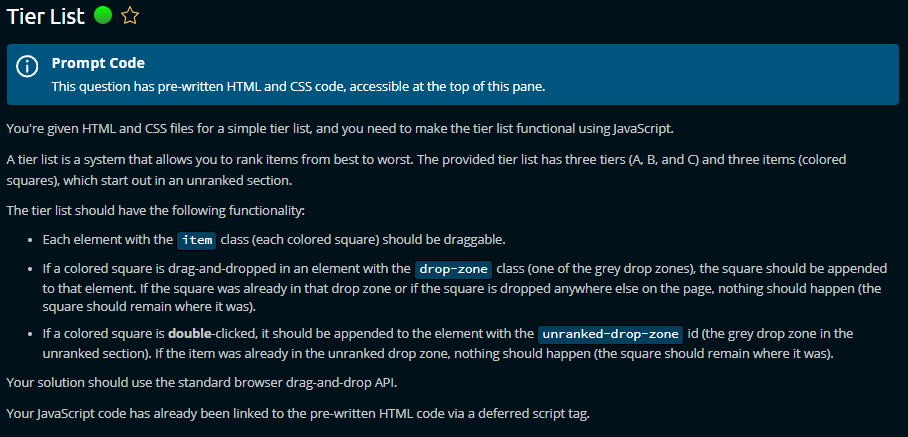 Tier List
Prompt Code
This question has pre-written HTML and CSS code, accessible at the top of this pane.
You're given HTML and CSS files for a simple tier list, and you need to make the tier list functional using JavaScript.
A tier list is a system that allows you to rank items from best to worst. The provided tier list has three tiers (A, B, and C) and three items (colored
squares), which start out in an unranked section.
The tier list should have the following functionality:
• Each element with the item class (each colored square) should be draggable.
• If a colored square is drag-and-dropped in an element with the drop-zone class (one of the grey drop zones), the square should be appended
to that element. If the square was already in that drop zone or if the square is dropped anywhere else on the page, nothing should happen (the
square should remain where it was).
• If a colored square is double-clicked, it should be appended to the element with the unranked-drop-zone id (the grey drop zone in the
unranked section). If the item was already in the unranked drop zone, nothing should happen (the square should remain where it was).
Your solution should use the standard browser drag-and-drop API.
Your JavaScript code has already been linked to the pre-written HTML code via a deferred script tag.